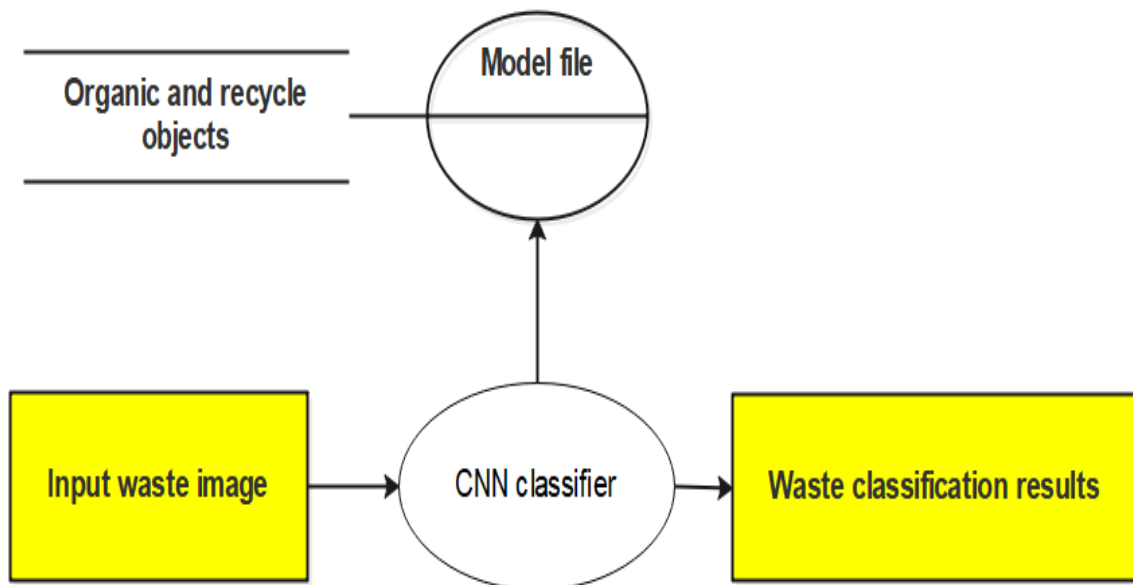 Model file
Organic and recycle
objects
Input waste image
CNN classifier
Waste classification results